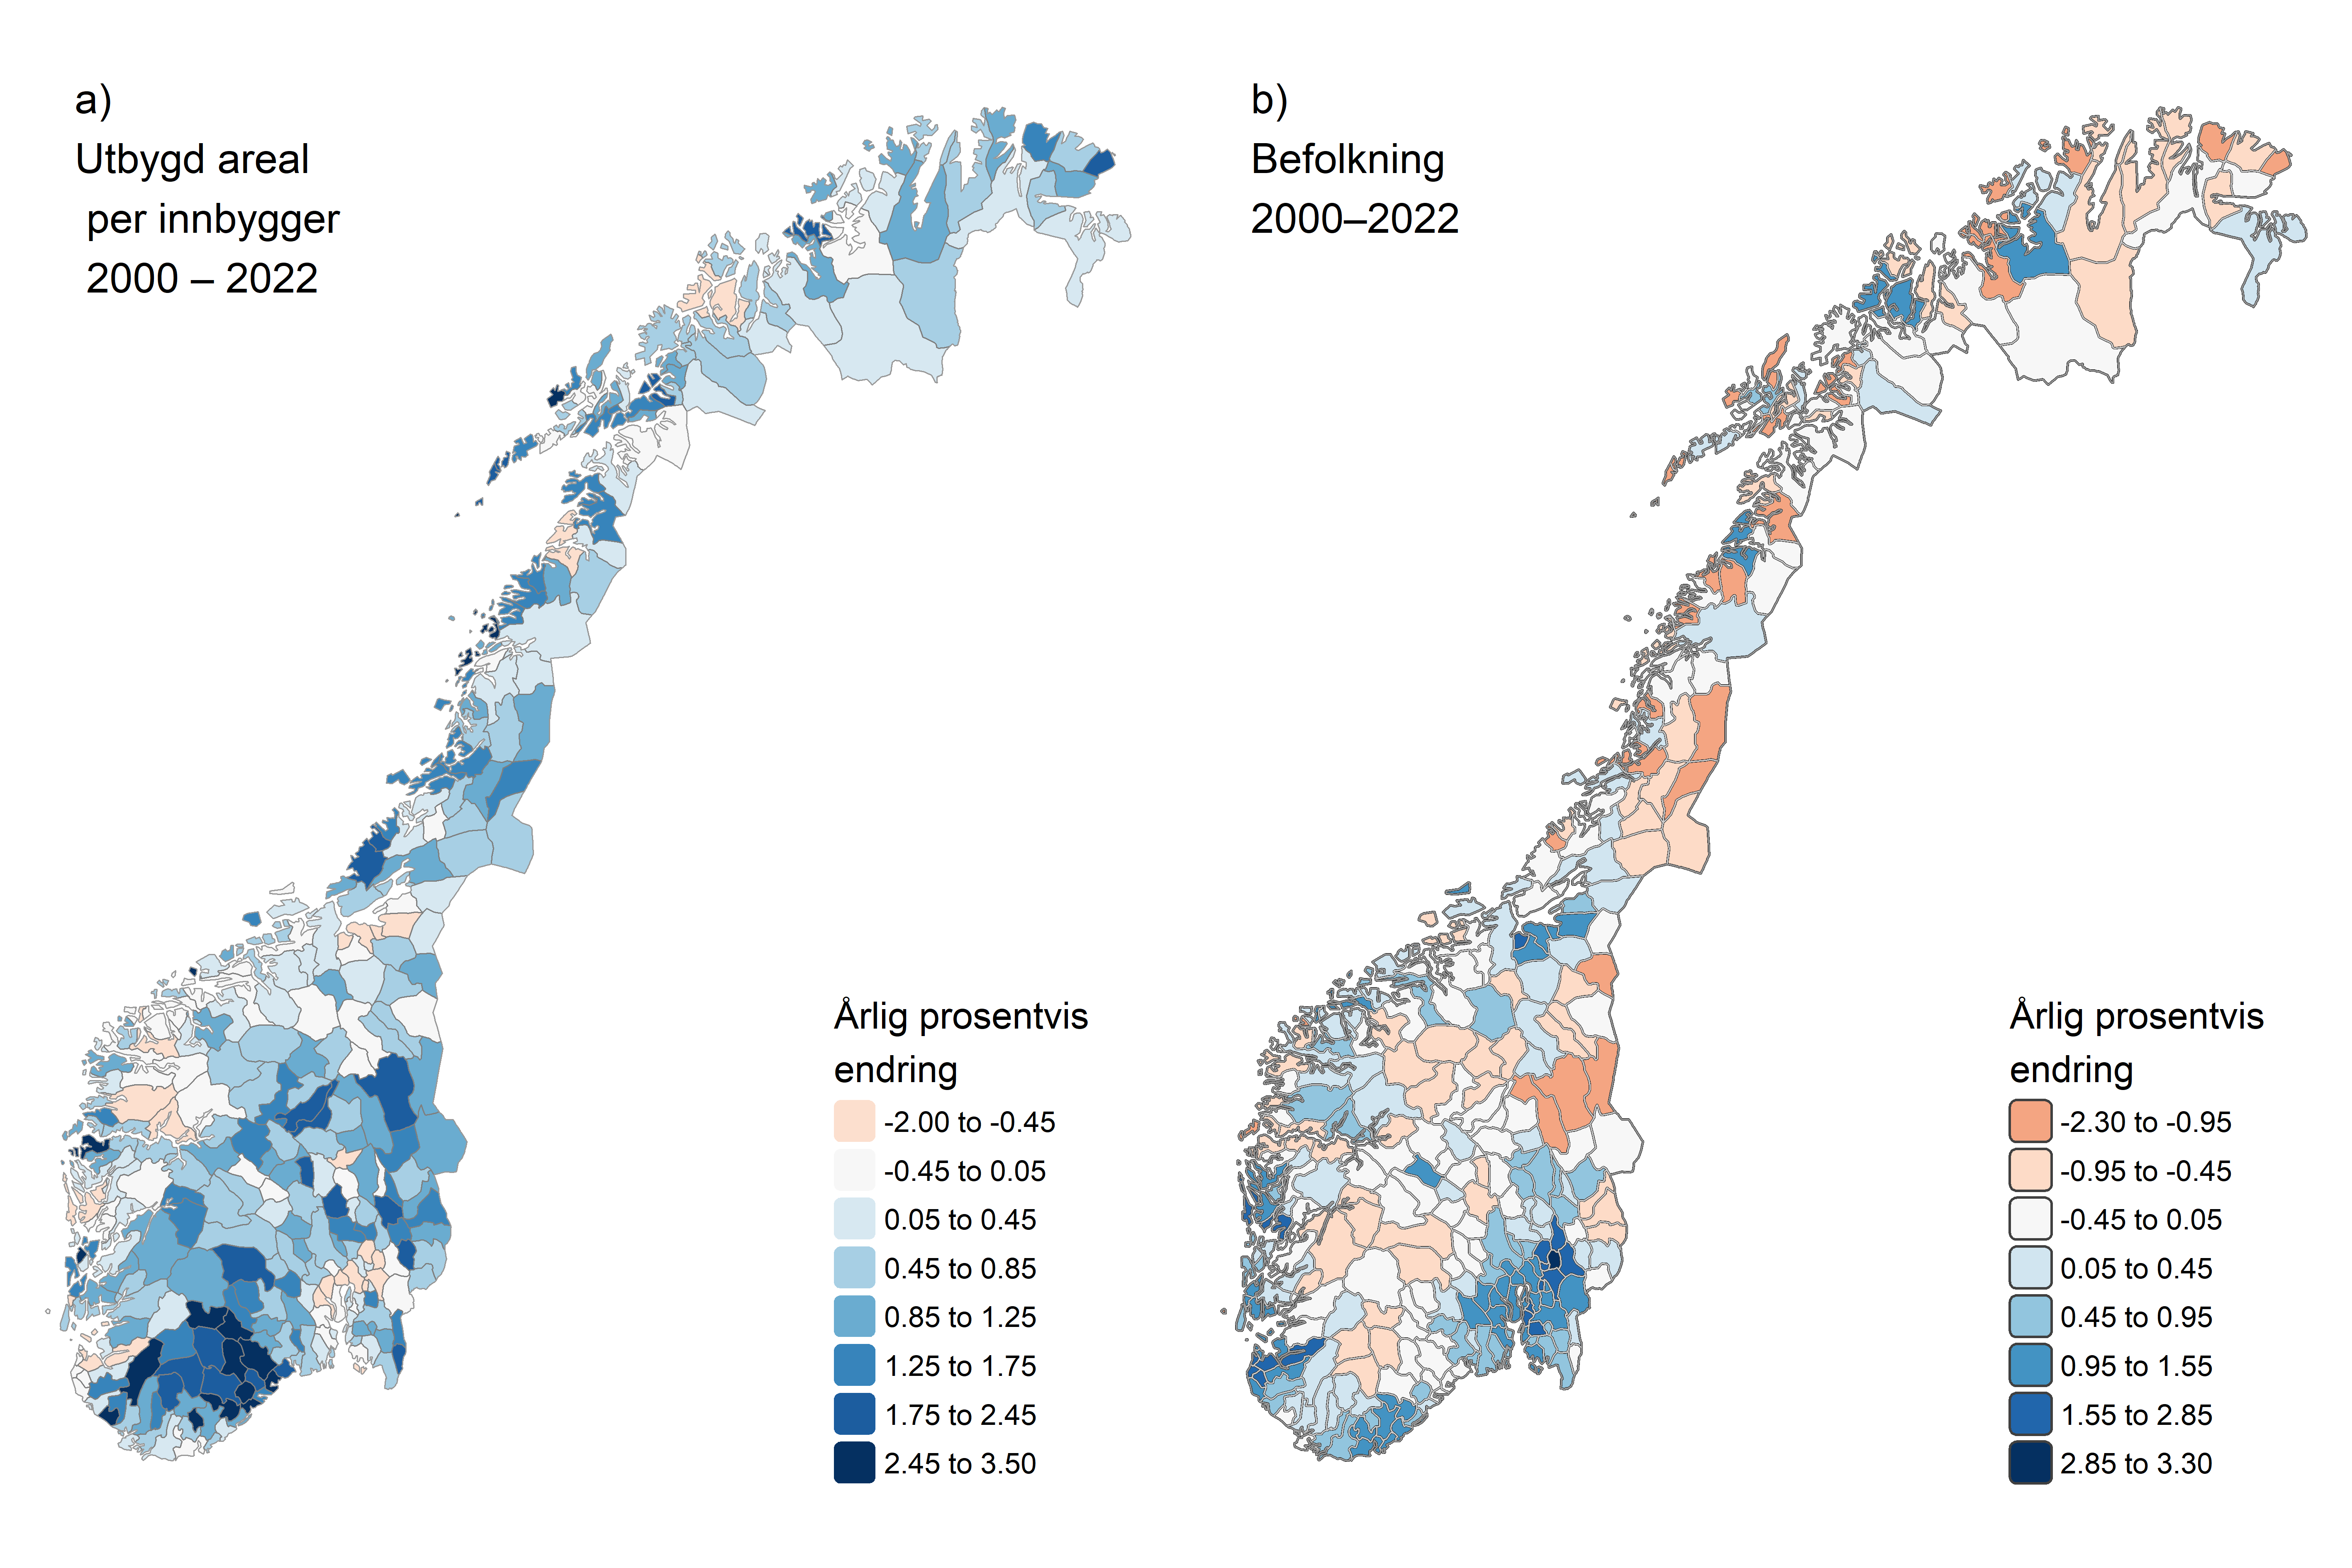 a)
Utbygd areal
per innbygger
2000 – 2022
b)
Befolkning
2000–2022
Årlig prosentvis
endring
-2.00 to -0.45
-0.45 to 0.05
0.05 to 0.45
0.45 to 0.85
0.85 to 1.25
1.25 to 1.75
1.75 to 2.45
2.45 to 3.50
Årlig prosentvis
endring
-2.30 to -0.95
-0.95 to -0.45
-0.45 to 0.05
0.05 to 0.45
0.45 to 0.95
0.95 to 1.55
1.55 to 2.85
2.85 to 3.30